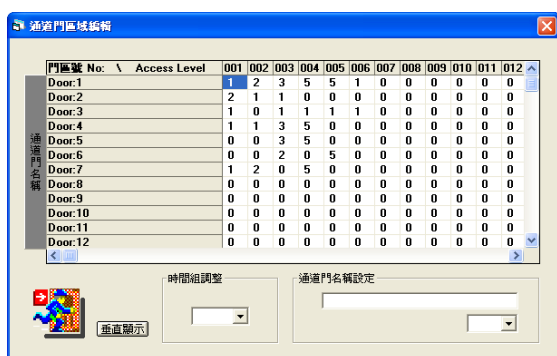 通道門區域編輯
門區號 No: \ Access Level 001 002 003 004 005 006 007 008 009 010 011 012
Door:1 1 2 3 5 5 1 0 0 0 0 0 0
Door:2 2 1 1 0 0 0 0 0 0 0 0 0
Door:3 1 0 1 1 1 1 0 0 0 0 0 0
Door:4 1 1 3 5 0 0 0 0 0 0 0 0
Door:5 0 0 3 5 0 0 0 0 0 0 0 0
Door:6 0 0 2 0 5 0 0 0 0 0 0 0
Door:7 1 2 0 5 0 0 0 0 0 0 0 0
Door:8 0 0 0 0 0 0 0 0 0 0 0 0
Door:9 0 0 0 0 0 0 0 0 0 0 0 0
Door:10 0 0 0 0 0 0 0 0 0 0 0 0
Door:11 0 0 0 0 0 0 0 0 0 0 0 0
Door:12 0 0 0 0 0 0 0 0 0 0 0 0
通道門名稱
時間組調整
通道門名稱設定
垂直顯示